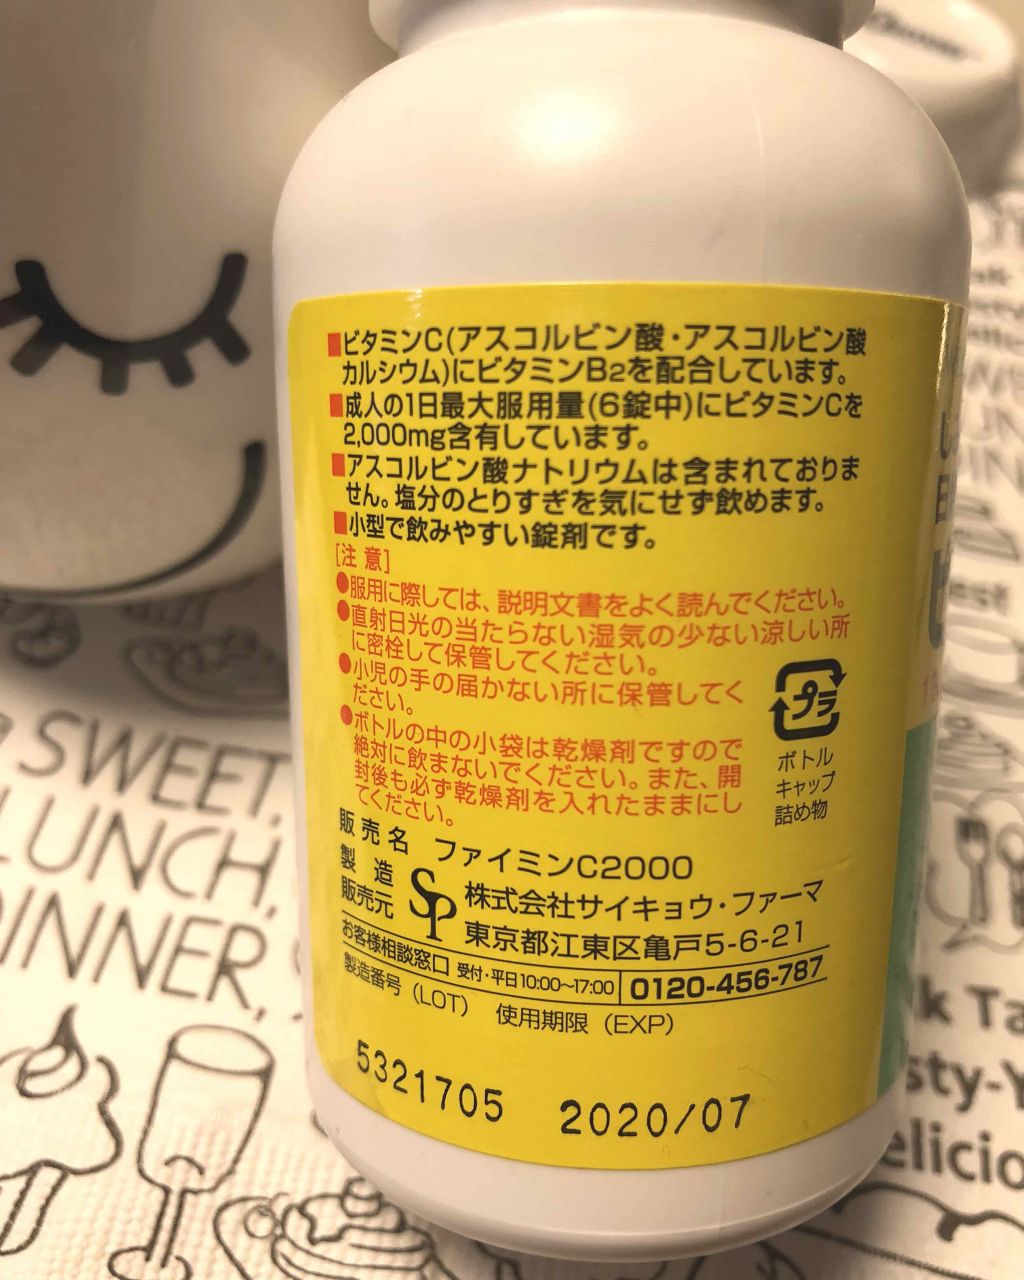 ■ビタミンC(アスコルビン酸・アスコルビン酸
カルシウム)にビタミンB2を配合しています。
■成人の1日最大服用量(6錠中)にビタミンCを
2,000mg含有しています。
■アスコルビン酸ナトリウムは含まれておりま
せん。塩分のとりすぎを気にせず飲めます。
■小型で飲みやすい錠剤です。
[注意]
●服用に際しては、説明文書をよく読んでください。
●直射日光の当たらない湿気の少ない涼しい所
に密栓して保管してください。
●小児の手の届かない所に保管してく
ださい。
●ボトルの中の小袋は乾燥剤ですので
絶対に飲まないでください。また、開
封後も必ず乾燥剤を入れたままにし
てください。
プラ
ボトル
キャップ
詰め物
販売名 ファイミンC2000
製造
販売元
SP
株式会社サイキョウ・ファーマ
東京都江東区亀戸5-6-21
お客様相談窓口 受付・平日10:00〜17:00 0120-456-787
製造番号(LOT) 使用期限(EXP)
5321705 2020/07
SWEET,
LUNCH,
DINNER,